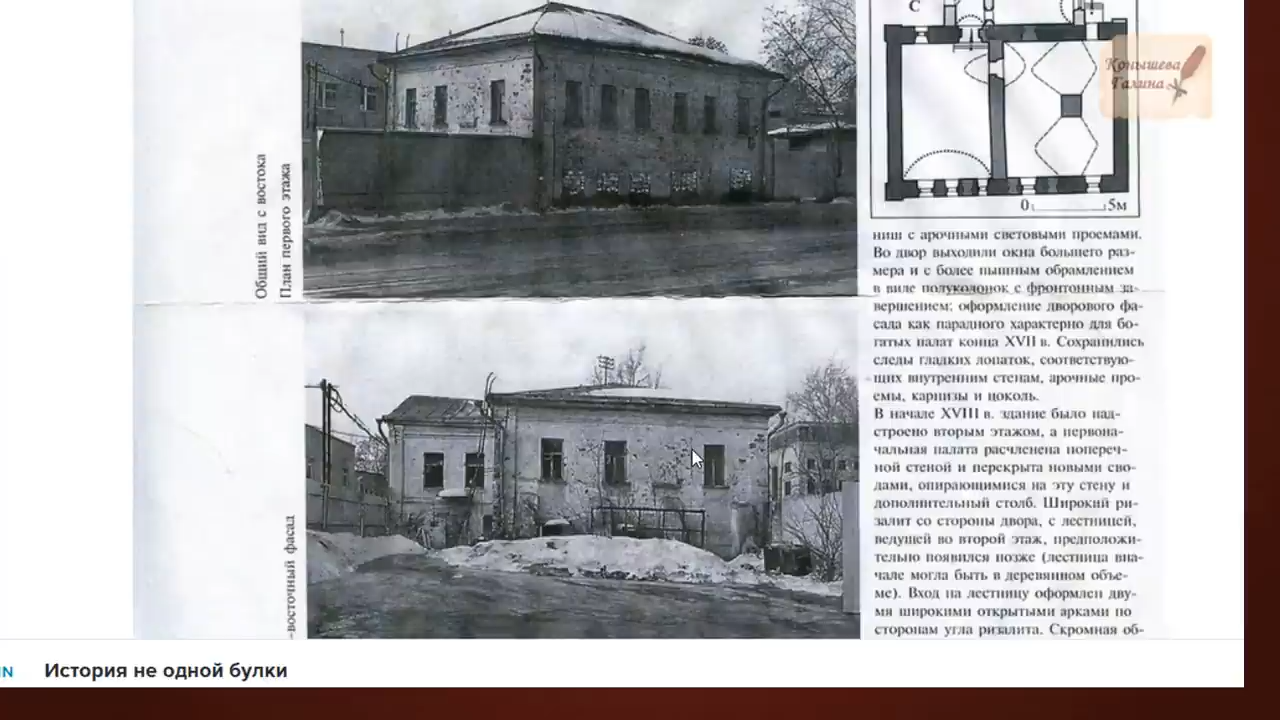 С
Конышева
Галина
Общий вид с востока
План первого этажа
0 5м
ниш с арочными световыми проемами.
Во двор выходили окна большего раз-
мера и с более пышным обрамлением
в виде полуколонок с фронтонным за-
вершением; оформление дворового фа-
сада как парадного характерно для бо-
гатых палат конца XVII в. Сохранились
следы гладких лопаток, соответствую-
щих внутренним стенам, арочные про-
емы, карнизы и цоколь.
В начале XVIII в. здание было над-
строено вторым этажом, а первона-
чальная палата расчленена попереч-
ной стеной и перекрыта новыми сво-
дами, опирающимися на эту стену и
дополнительный столб. Широкий ри-
залит со стороны двора, с лестницей,
ведущей во второй этаж, предположи-
тельно появился позже (лестница вна-
чале могла быть в деревянном объе-
ме). Вход на лестницу оформлен дву-
мя широкими открытыми арками по
сторонам угла ризалита. Скромная об-
-восточный фасад
IN История не одной булки